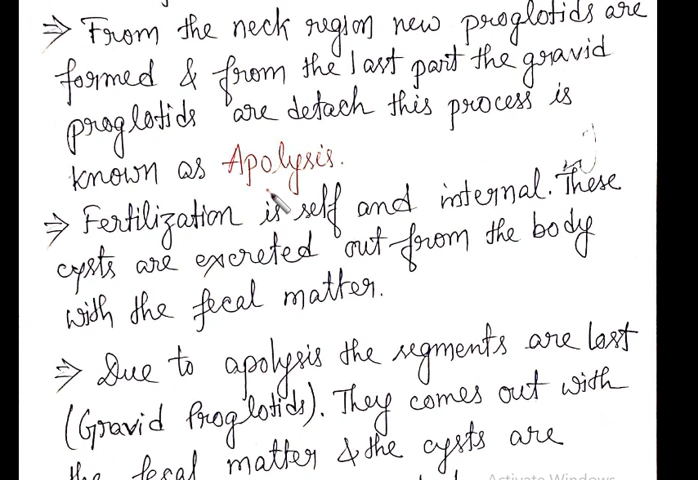 ⇒ From the neck region new proglotids are
formed & from the last part the gravid
proglotids are detach this process is
known as Apolysis.
⇒ Fertilization is self and internal. These
cysts are excreted out from the body
with the fecal matter.
⇒ Due to apolysis the segments are lost
(Gravid Proglotids). They comes out with
the fecal matter & the cysts are
Activate Windows